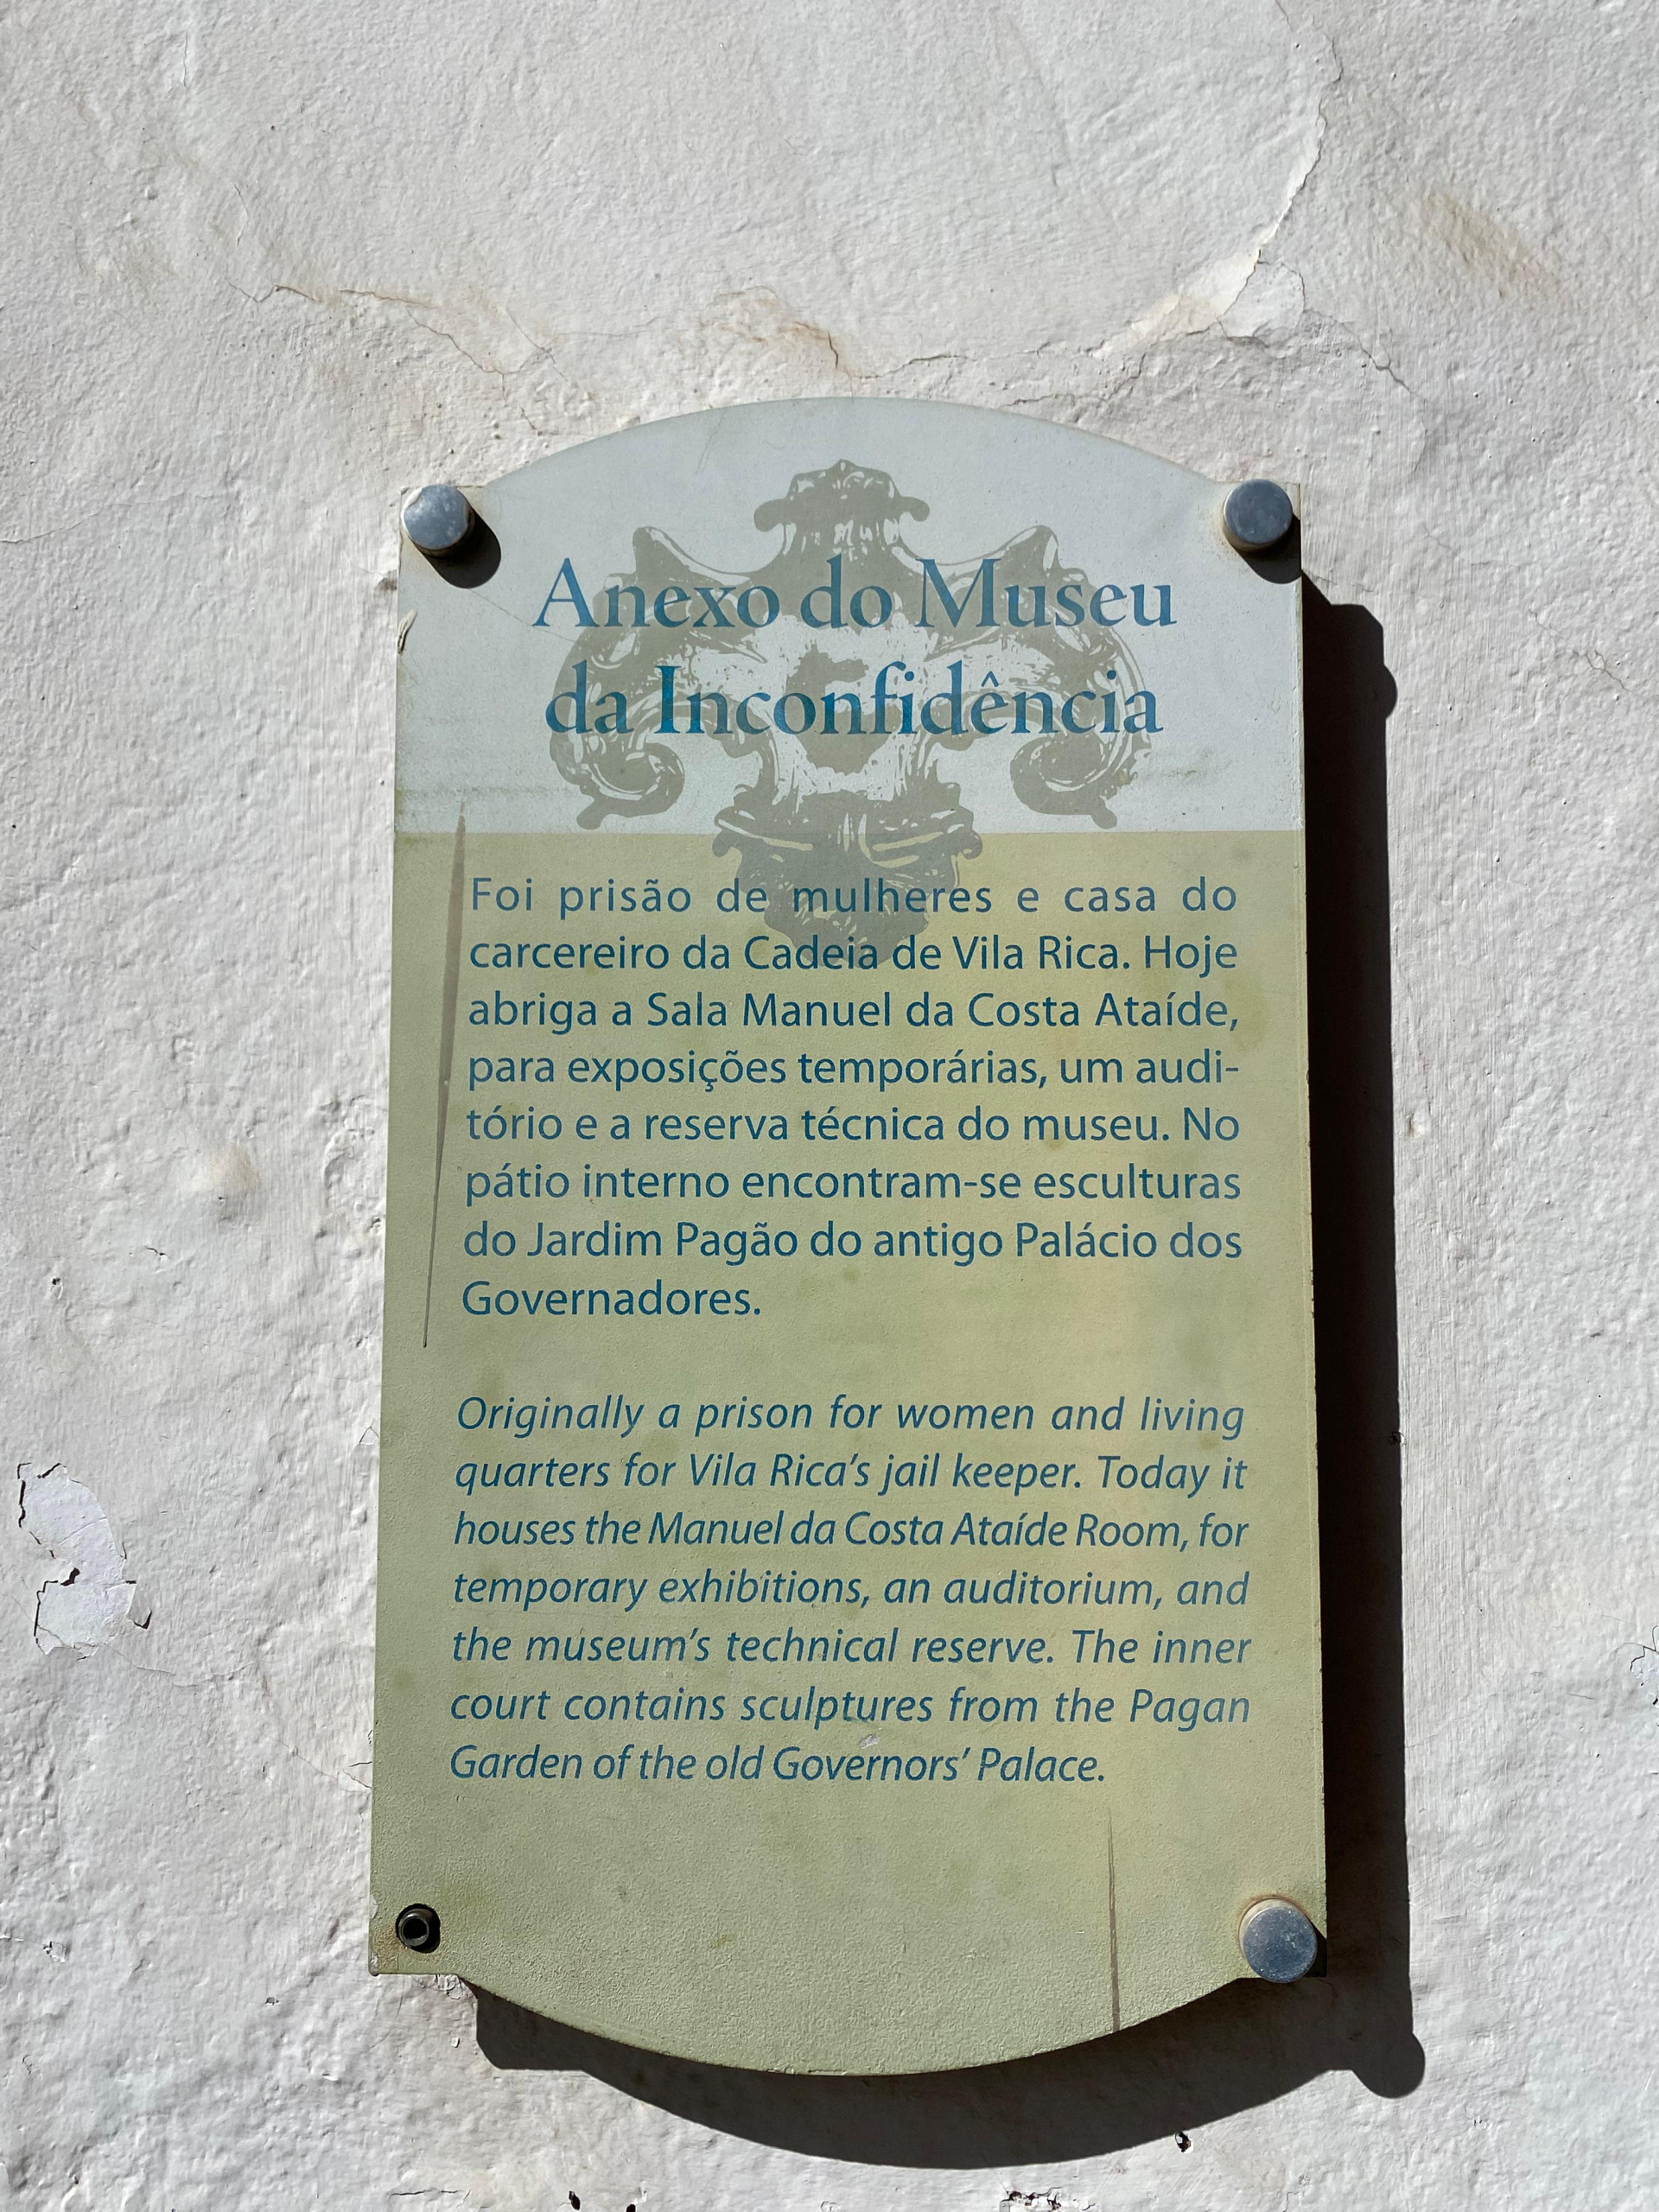 Anexo do Museu
da Inconfidência
Foi prisão de mulheres e casa do
carcereiro da Cadeia de Vila Rica. Hoje
abriga a Sala Manuel da Costa Ataíde,
para exposições temporárias, um audi-
tório e a reserva técnica do museu. No
pátio interno encontram-se esculturas
do Jardim Pagão do antigo Palácio dos
Governadores.
Originally a prison for women and living
quarters for Vila Rica’s jail keeper. Today it
houses the Manuel da Costa Ataíde Room, for
temporary exhibitions, an auditorium, and
the museum’s technical reserve. The inner
court contains sculptures from the Pagan
Garden of the old Governors’ Palace.